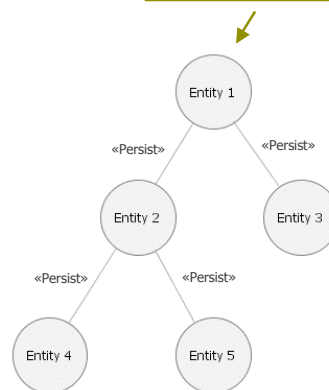 Entity 1
«Persist»
«Persist»
Entity 2
Entity 3
«Persist»
«Persist»
Entity 4
Entity 5